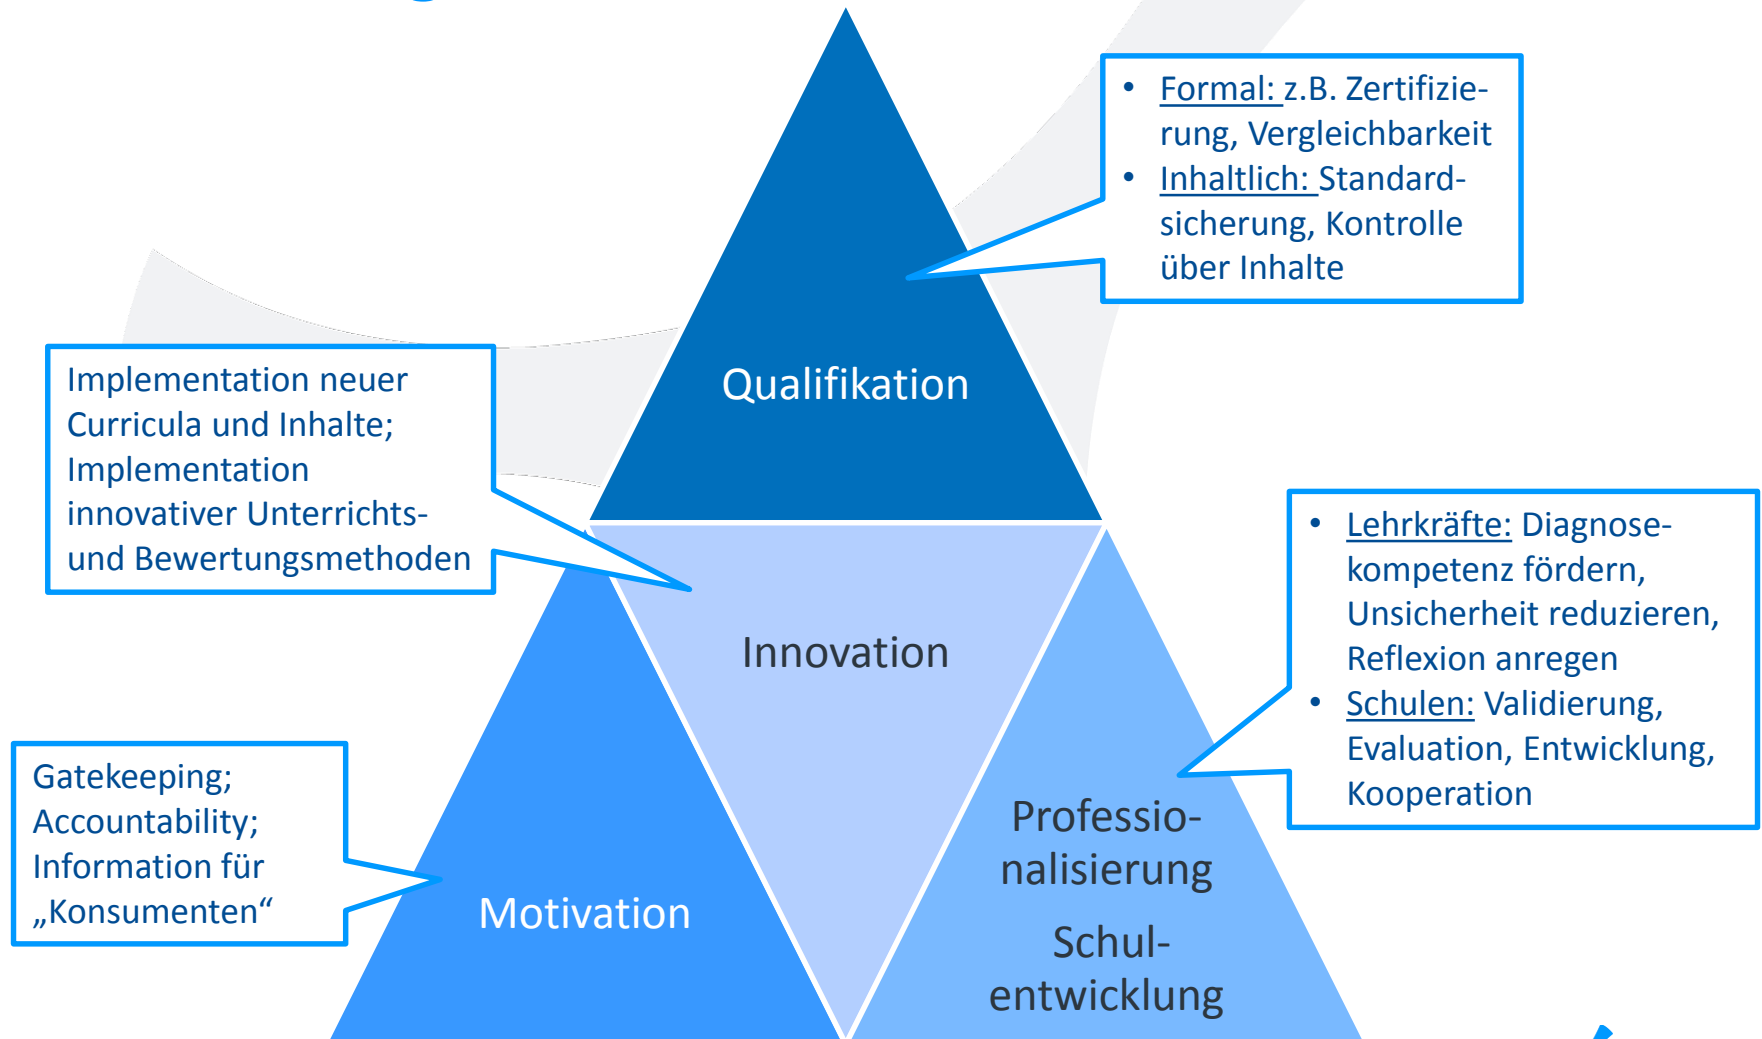 • Formal: z.B. Zertifizie-
rung, Vergleichbarkeit
• Inhaltlich: Standard-
sicherung, Kontrolle
über Inhalte
Qualifikation
Implementation neuer
Curricula und Inhalte;
Implementation
innovativer Unterrichts-
und Bewertungsmethoden
Innovation
• Lehrkräfte: Diagnose-
kompetenz fördern,
Unsicherheit reduzieren,
Reflexion anregen
• Schulen: Validierung,
Evaluation, Entwicklung,
Kooperation
Gatekeeping;
Accountability;
Information für
„Konsumenten“
Motivation
Professio-
nalisierung
Schul-
entwicklung